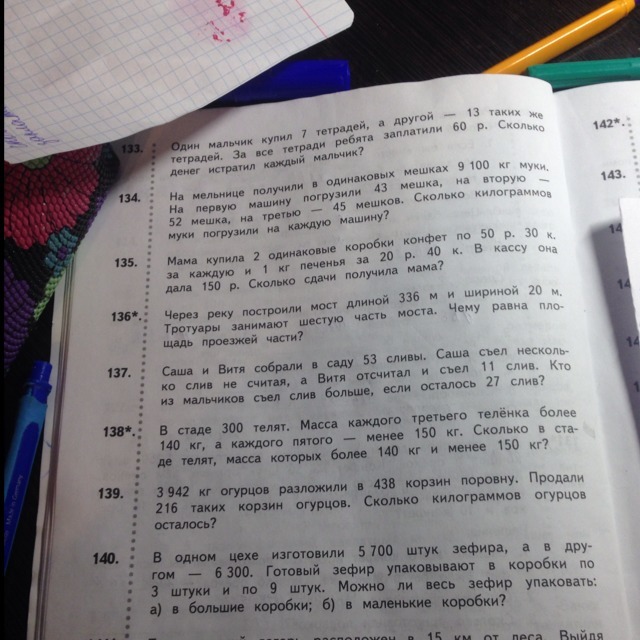 133. Один мальчик купил 7 тетрадей, а другой — 13 таких же
тетрадей. За все тетради ребята заплатили 60 р. Сколько
денег истратил каждый мальчик?
134. На мельнице получили в одинаковых мешках 9 100 кг муки.
На первую машину погрузили 43 мешка, на вторую —
52 мешка, на третью — 45 мешков. Сколько килограммов
муки погрузили на каждую машину?
135. Мама купила 2 одинаковые коробки конфет по 50 р. 30 к.
за каждую и 1 кг печенья за 20 р. 40 к. В кассу она
дала 150 р. Сколько сдачи получила мама?
136*. Через реку построили мост длиной 336 м и шириной 20 м.
Тротуары занимают шестую часть моста. Чему равна пло-
щадь проезжей части?
137. Саша и Витя собрали в саду 53 сливы. Саша съел несколь-
ко слив не считая, а Витя отсчитал и съел 11 слив. Кто
из мальчиков съел слив больше, если осталось 27 слив?
138*. В стаде 300 телят. Масса каждого третьего телёнка более
140 кг, а каждого пятого — менее 150 кг. Сколько в ста-
де телят, масса которых более 140 кг и менее 150 кг?
139. 3 942 кг огурцов разложили в 438 корзин поровну. Продали
216 таких корзин огурцов. Сколько килограммов огурцов
осталось?
140. В одном цехе изготовили 5 700 штук зефира, а в дру-
гом — 6 300. Готовый зефир упаковывают в коробки по
3 штуки и по 9 штук. Можно ли весь зефир упаковать:
а) в большие коробки; б) в маленькие коробки?
расположен в 15 км от леса. Выйдя
142*.
143.